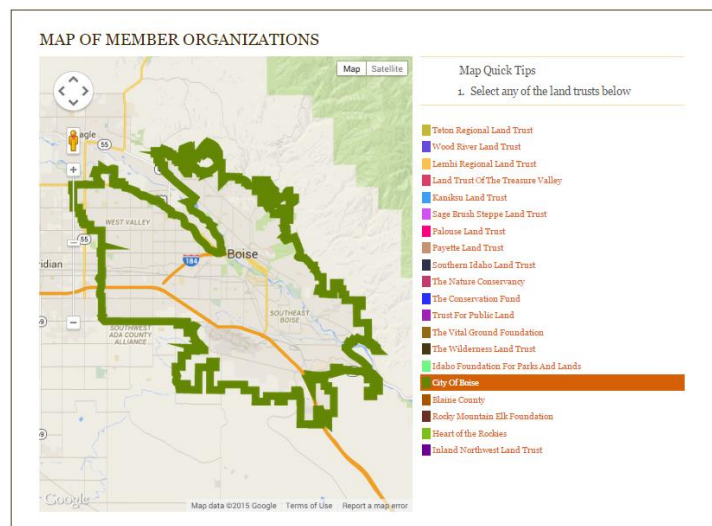 MAP OF MEMBER ORGANIZATIONS
Map Satellite
Map Quick Tips
1. Select any of the land trusts below
agle
55
Teton Regional Land Trust
Wood River Land Trust
Lemhi Regional Land Trust
Land Trust Of The Treasure Valley
Kaniksu Land Trust
Sage Brush Steppe Land Trust
Palouse Land Trust
Payette Land Trust
Southern Idaho Land Trust
The Nature Conservancy
The Conservation Fund
Trust For Public Land
The Vital Ground Foundation
The Wilderness Land Trust
Idaho Foundation For Parks And Lands
City Of Boise
Blaine County
Rocky Mountain Elk Foundation
Heart of the Rockies
Inland Northwest Land Trust
WEST VALLEY
55
Boise
ridian
184
SOUTHEAST
BOISE
SOUTHWEST
ADA COUNTY
ALLIANCE
Google
Map data ©2015 Google Terms of Use Report a map error